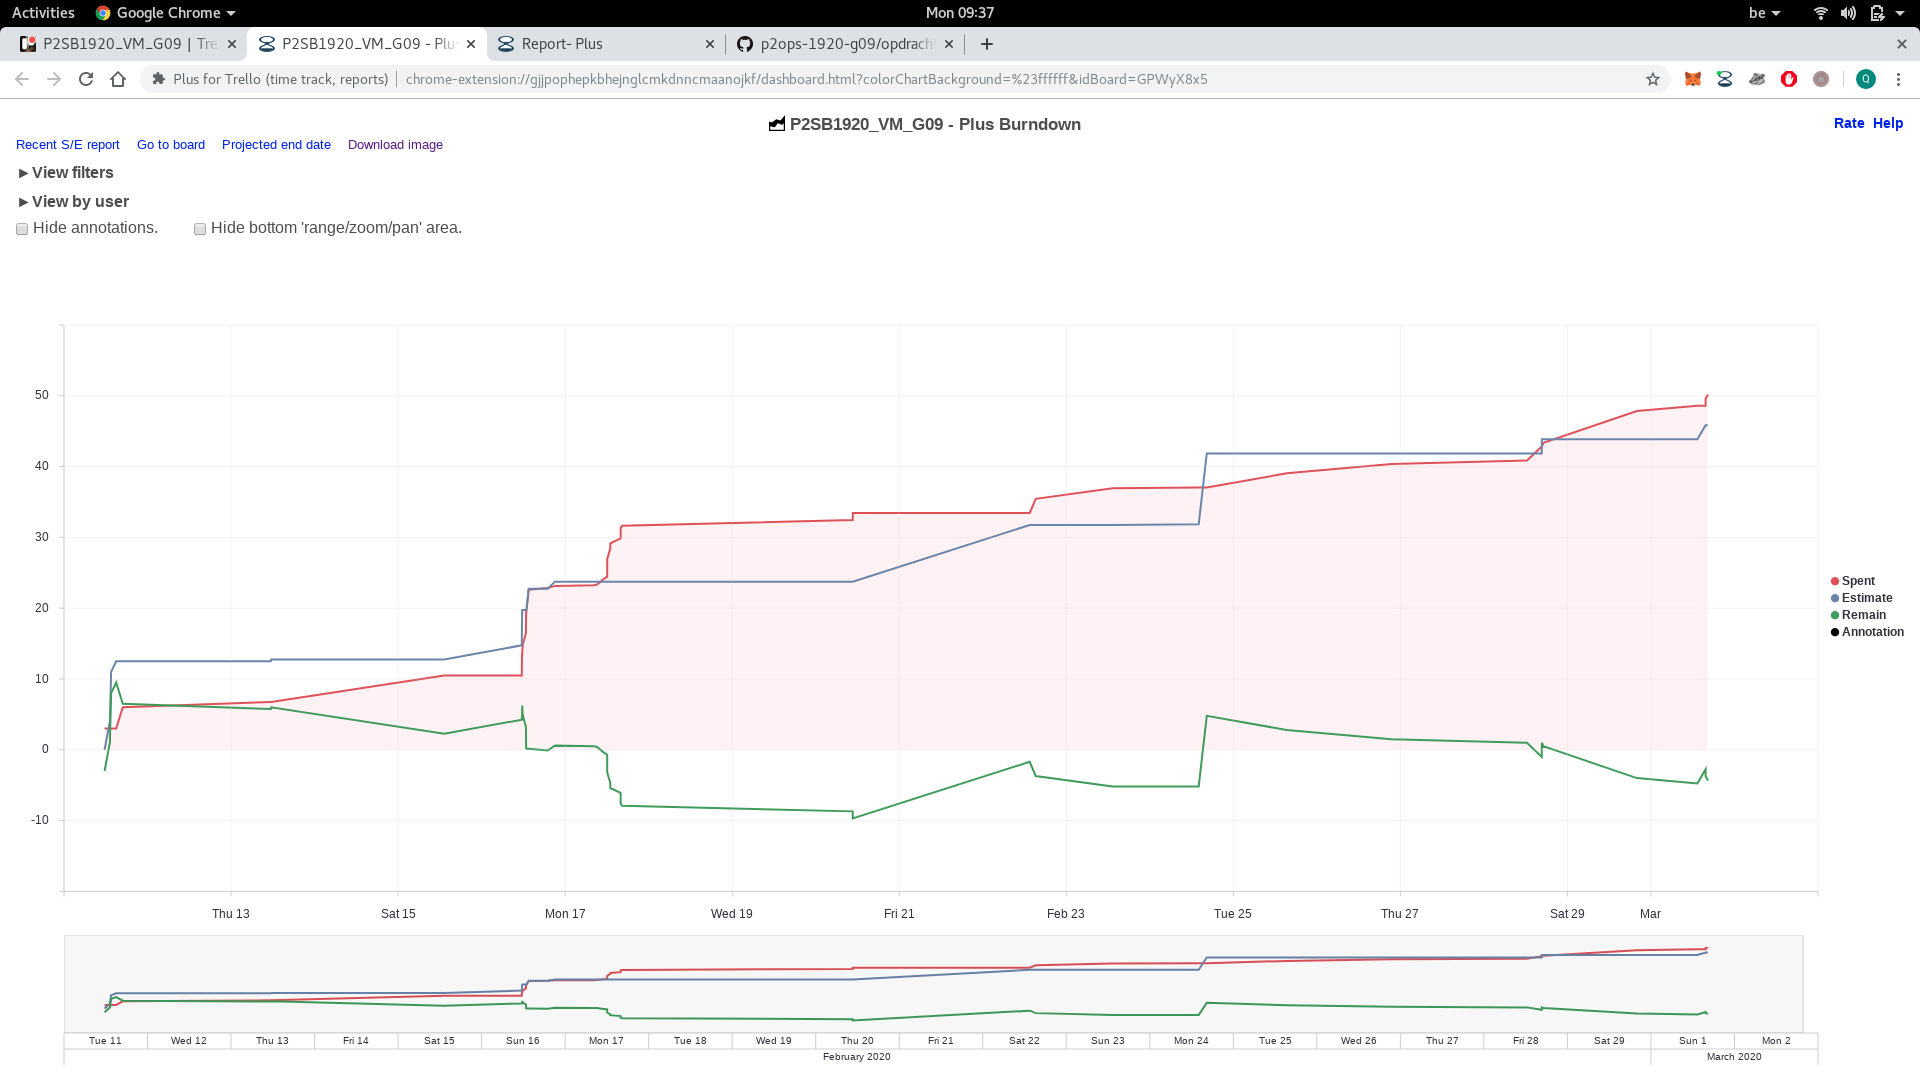 Activities Google Chrome Mon 09:37 be
P2SB1920_VM_G09 | Tre P2SB1920_VM_G09 - Plu Report- Plus p2ops-1920-g09/opdrach
Plus for Trello (time track, reports) chrome-extension://gjjpophepkbhejnglcmkdnncmaanojkf/dashboard.html?colorChartBackground=%23ffffff&idBoard=GPWyX8x5 Q
P2SB1920_VM_G09 - Plus Burndown Rate Help
Recent S/E report Go to board Projected end date Download image
►View filters
►View by user
Hide annotations. Hide bottom 'range/zoom/pan' area.
50
40
30
20
10
0
-10
Spent
Estimate
Remain
Annotation
Thu 13 Sat 15 Mon 17 Wed 19 Fri 21 Feb 23 Tue 25 Thu 27 Sat 29 Mar
Tue 11 Wed 12 Thu 13 Fri 14 Sat 15 Sun 16 Mon 17 Tue 18 Wed 19 Thu 20 Fri 21 Sat 22 Sun 23 Mon 24 Tue 25 Wed 26 Thu 27 Fri 28 Sat 29 Sun 1 Mon 2
February 2020 March 2020